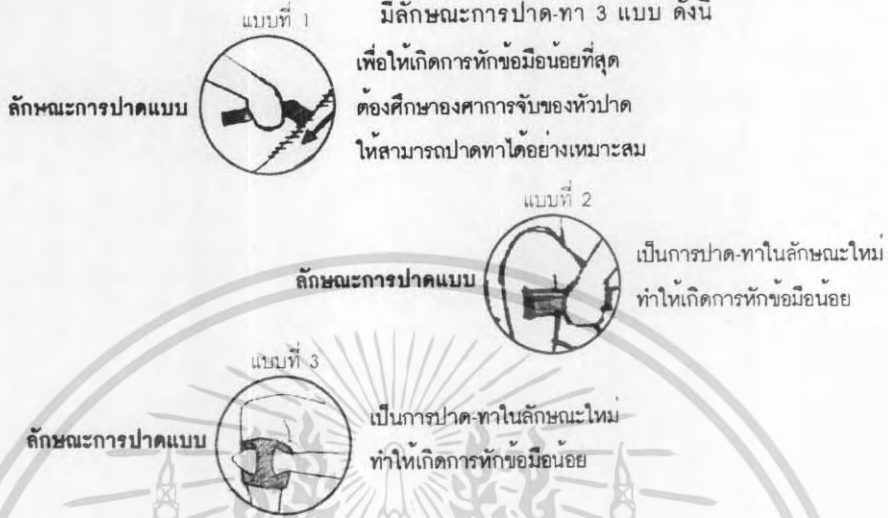 มีลักษณะการปาด-ทา 3 แบบ ดังนี้
แบบที่ 1
เพื่อให้เกิดการหักข้อมือน้อยที่สุด
ลักษณะการปาดแบบ
ต้องศึกษาองศาการจับของหัวปาด
ให้สามารถปาดทาได้อย่างเหมาะสม
แบบที่ 2
เป็นการปาด-ทาในลักษณะใหม่
ลักษณะการปาดแบบ
ทำให้เกิดการหักข้อมือน้อย
แบบที่ 3
เป็นการปาด-ทาในลักษณะใหม่
ลักษณะการปาดแบบ
ทำให้เกิดการหักข้อมือน้อย